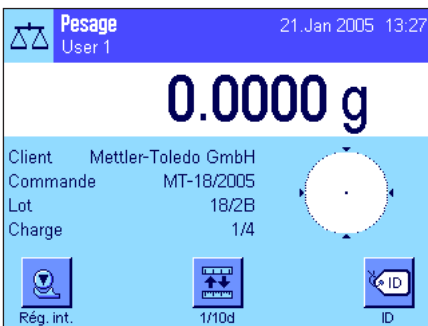 Pesage 21.Jan 2005 13:27
User 1
0.0000 g
Client Mettler-Toledo GmbH
Commande MT-18/2005
Lot 18/2B
Charge 1/4
ID
Rég. int. 1/10d ID